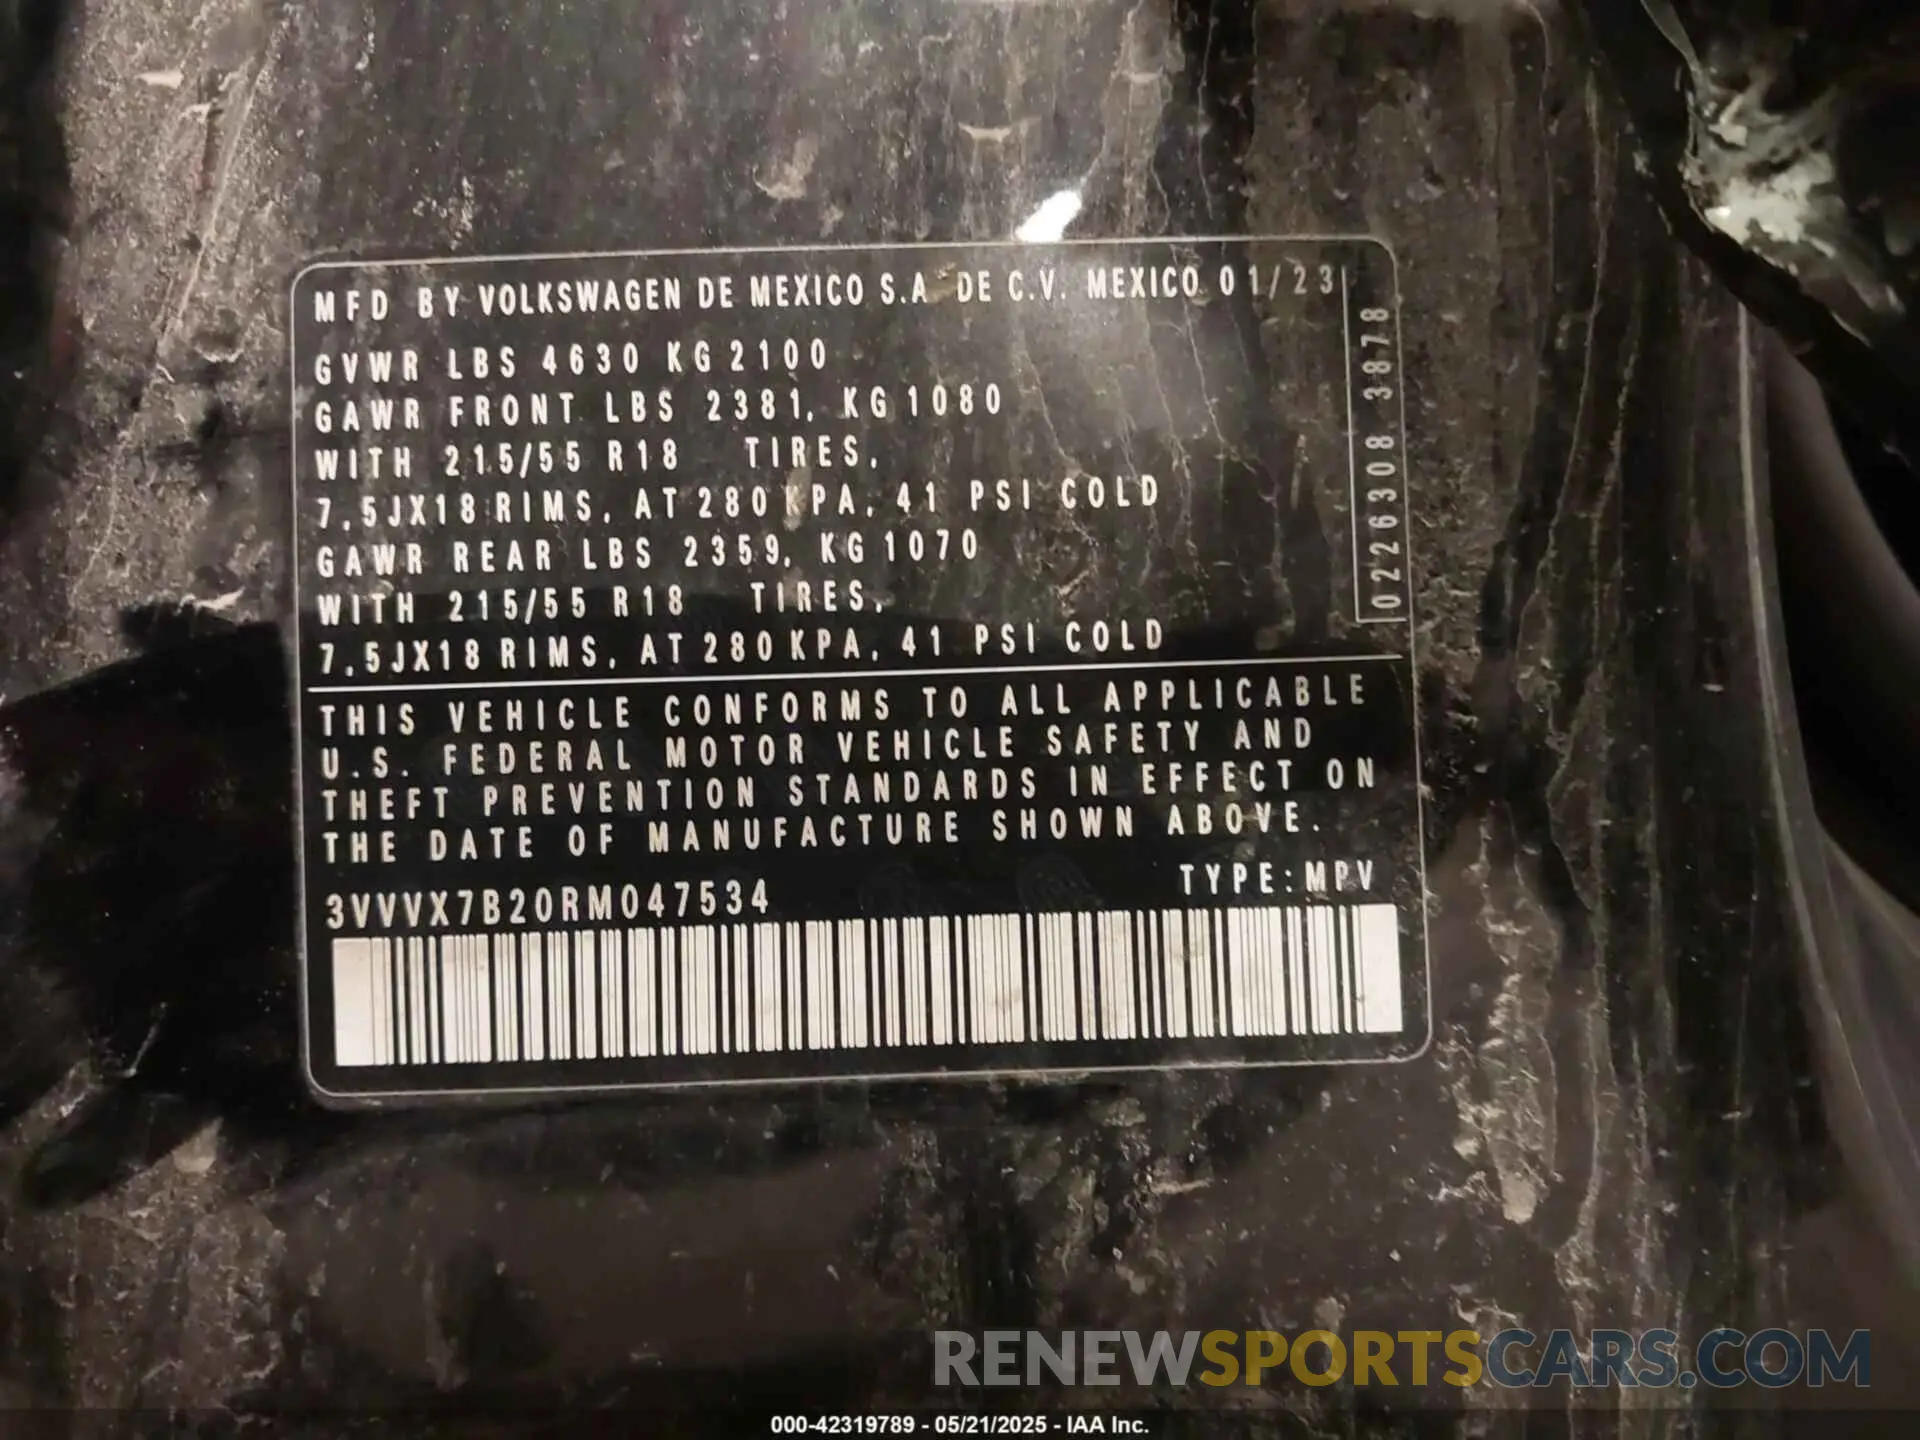 MFD BY VOLKSWAGEN DE MEXICO S.A DE C.V. MEXICO 01/23
GVWR LBS 4630 KG 2100
GAWR FRONT LBS 2381, KG 1080
WITH 215/55 R18 TIRES,
7,5JX18 RIMS, AT 280 KPA, 41 PSI COLD
GAWR REAR LBS 2359, KG 1070
WITH 215/55 R18 TIRES,
7,5JX18 RIMS, AT 280 KPA, 41 PSI COLD
0226308 3878
THIS VEHICLE CONFORMS TO ALL APPLICABLE
U.S. FEDERAL MOTOR VEHICLE SAFETY AND
THEFT PREVENTION STANDARDS IN EFFECT ON
THE DATE OF MANUFACTURE SHOWN ABOVE.
3VVVX7B20RM047534 TYPE:MPV
RENEWSPORTSCARS.COM
000-42319789 - 05/21/2025 - IAA Inc.